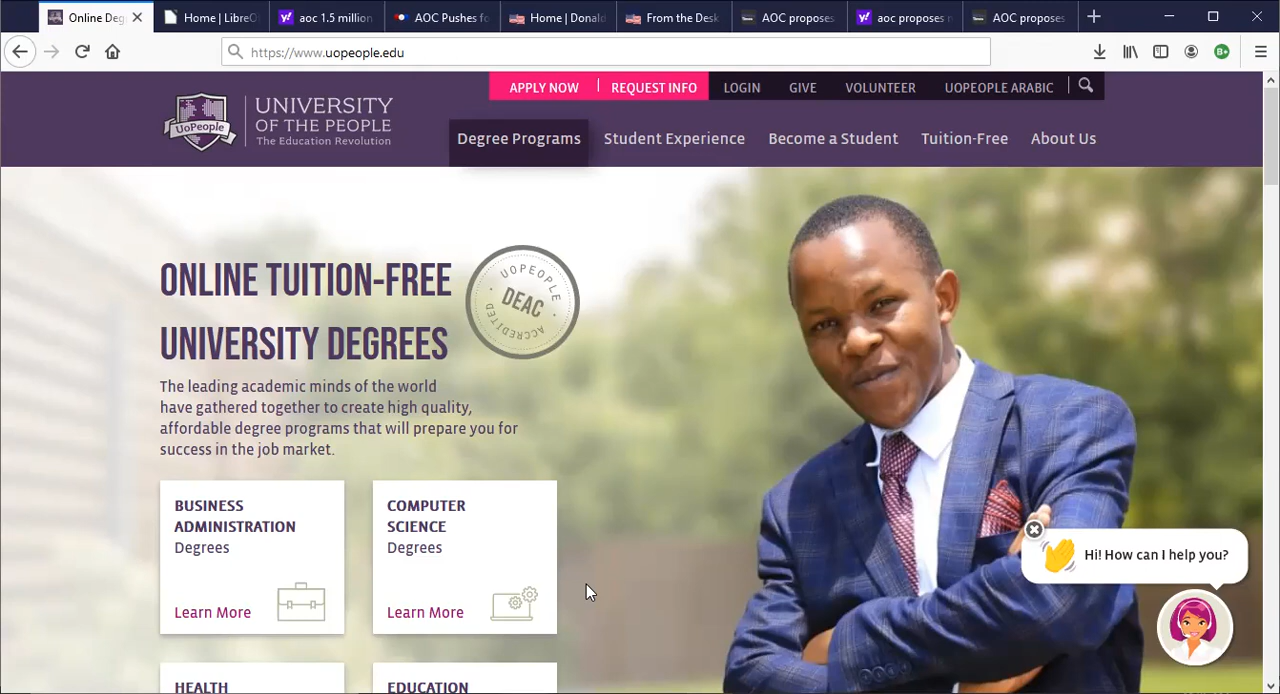 Online Deg
Home | LibreO
aoc 1.5 million
AOC Pushes fo
Home | Donald
From the Desk
AOC proposes
aoc proposes n
AOC proposes
https://www.uopeople.edu
APPLY NOW
REQUEST INFO
LOGIN
GIVE
VOLUNTEER
UOPEOPLE ARABIC
UoPeople
UNIVERSITY
OF THE PEOPLE
The Education Revolution
Degree Programs
Student Experience
Become a Student
Tuition-Free
About Us
ONLINE TUITION-FREE
UNIVERSITY DEGREES
UOPEOPLE
DEAC
ACCREDITED
The leading academic minds of the world
have gathered together to create high quality,
affordable degree programs that will prepare you for
success in the job market.
BUSINESS
ADMINISTRATION
Degrees
Learn More
COMPUTER
SCIENCE
Degrees
Learn More
HEALTH
EDUCATION
Hi! How can I help you?